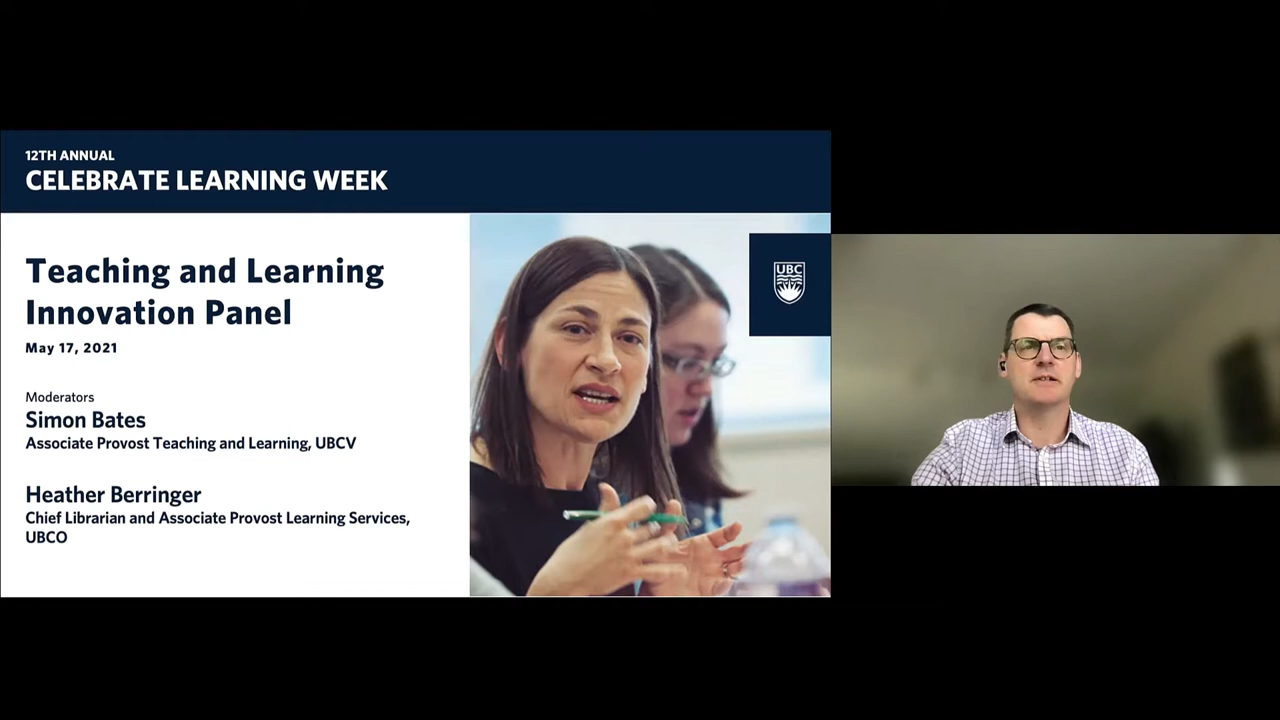 12TH ANNUAL
CELEBRATE LEARNING WEEK
Teaching and Learning
Innovation Panel
May 17, 2021
Moderators
Simon Bates
Associate Provost Teaching and Learning, UBCV
Heather Berringer
Chief Librarian and Associate Provost Learning Services,
UBCO
UBC